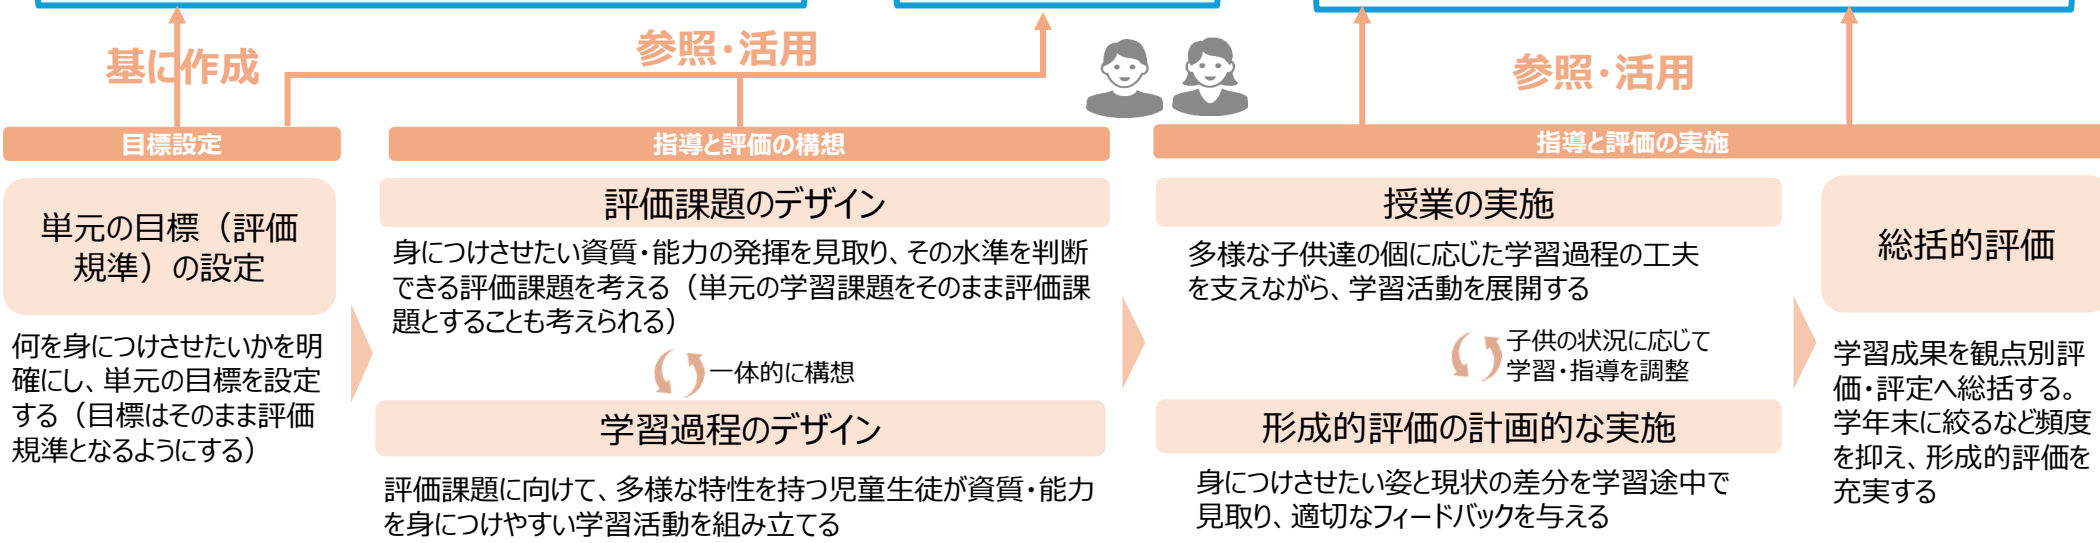 基に作成
参照・活用
参照・活用
目標設定
単元の目標（評価
規準）の設定
何を身につけさせたいかを明
確にし、単元の目標を設定
する（目標はそのまま評価
規準となるようにする）
指導と評価の構想
評価課題のデザイン
身につけさせたい資質・能力の発揮を見取り、その水準を判断
できる評価課題を考える（単元の学習課題をそのまま評価課
題とすることも考えられる）
一体的に構想
学習過程のデザイン
評価課題に向けて、多様な特性を持つ児童生徒が資質・能力
を身につけやすい学習活動を組み立てる
指導と評価の実施
授業の実施
多様な子供達の個に応じた学習過程の工夫
を支えながら、学習活動を展開する
子供の状況に応じて
学習・指導を調整
形成的評価の計画的な実施
身につけさせたい姿と現状の差分を学習途中で
見取り、適切なフィードバックを与える
総括的評価
学習成果を観点別評
価・評定へ総括する。
学年末に絞るなど頻度
を抑え、形成的評価を
充実する